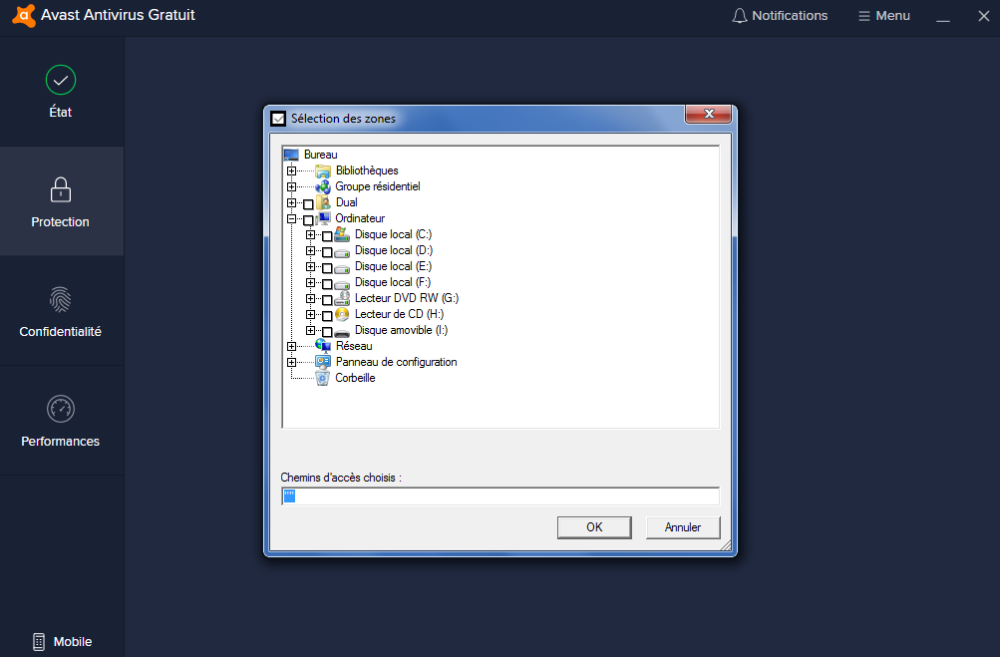 Avast Antivirus Gratuit
Notifications
Menu
État
Protection
Confidentialité
Performances
Mobile
Sélection des zones
Bureau
Bibliothèques
Groupe résidentiel
Dual
Ordinateur
Disque local (C:)
Disque local (D:)
Disque local (E:)
Disque local (F:)
Lecteur DVD RW (G:)
Lecteur de CD (H:)
Disque amovible (I:)
Réseau
Panneau de configuration
Corbeille
Chemins d'accès choisis :
OK
Annuler